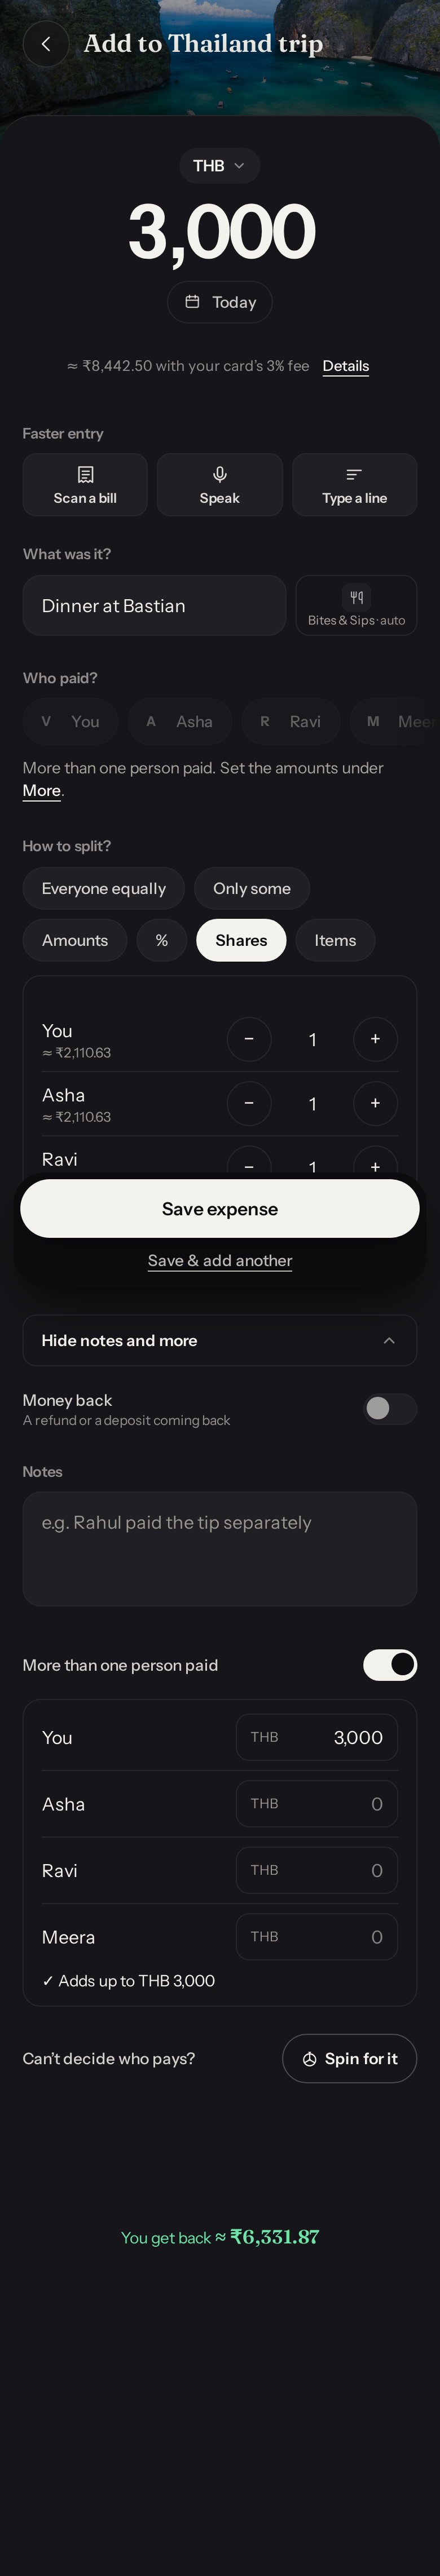 Add to Thailand trip
THB
3,000
Today
≈ ₹8,442.50 with your card's 3% fee Details
Faster entry
Scan a bill
Speak
Type a line
What was it?
Dinner at Bastian
Bites & Sips · auto
Who paid?
V You
A Asha
R Ravi
M Meer
More than one person paid. Set the amounts under
More.
How to split?
Everyone equally
Only some
Amounts
%
Shares
Items
You
≈ ₹2,110.63
− 1 +
Asha
≈ ₹2,110.63
− 1 +
Ravi
− 1 +
Save expense
Save & add another
Hide notes and more
Money back
A refund or a deposit coming back
Notes
e.g. Rahul paid the tip separately
More than one person paid
You THB 3,000
Asha THB 0
Ravi THB 0
Meera THB 0
✓ Adds up to THB 3,000
Can't decide who pays?
Spin for it
You get back ≈ ₹6,331.87